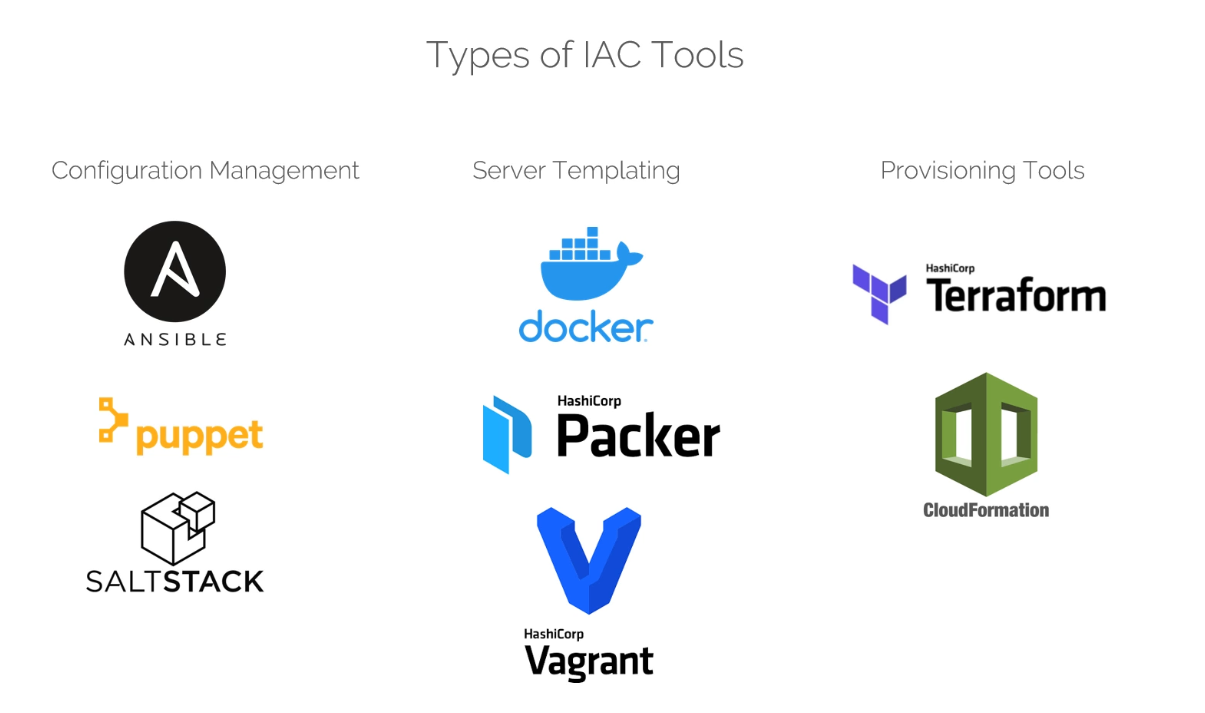 Types of IAC Tools
Configuration Management
Server Templating
Provisioning Tools
ANSIBLE
puppet
SALTSTACK
docker
HashiCorp
Packer
HashiCorp
Vagrant
HashiCorp
Terraform
CloudFormation